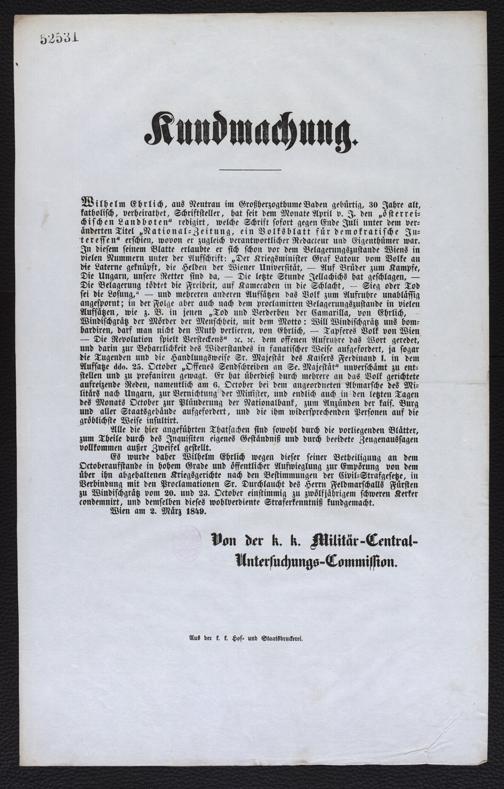 52531
Kundmachung.
Wilhelm Ehrlich, aus Neutrau im Großherzogthume Baden gebürtig, 30 Jahre alt,
katholisch, verheirathet, Schriftsteller, hat seit dem Monate April v. J. den „österrei-
chischen Landboten“ redigirt, welche Schrift sofort gegen Ende Juli unter dem ver-
änderten Titel „National-Zeitung, ein Volksblatt für demokratische In-
teressen“ erschien, wovon er zugleich verantwortlicher Redacteur und Eigenthümer war.
In diesem seinem Blatte erlaubte er sich schon vor dem Belagerungszustande Wiens in
vielen Nummern unter der Aufschrift: „Der Kriegsminister Graf Latour vom Volke an
die Laterne geknüpft, die Helden der Wiener Universität, — Auf Brüder zum Kampfe,
Die Ungarn, unsere Retter sind da, — Die letzte Stunde Jellachichs hat geschlagen, —
Die Belagerung tödtet die Freiheit, auf Kameraden in die Schlacht, — Sieg oder Tod
sei die Losung,“ — und mehreren anderen Aufsätzen das Volk zum Aufruhre unablässig
angespornt; in der Folge aber auch nach dem proclamirten Belagerungszustande in vielen
Aufsätzen, wie z. B. in jenen „Tod und Verderben der Camarilla, von Ehrlich,
Windischgrätz der Mörder der Menschheit, mit dem Motto: Will Windischgrätz uns bom-
bardiren, darf man nicht den Muth verlieren, von Ehrlich, — Tapferes Volk von Wien
— Die Revolution spielt Versteckens“ ꝛc. ꝛc. dem offenen Aufruhre das Wort geredet,
und darin zur Beharrlichkeit des Widerstandes in fanatischer Weise aufgefordert, ja sogar
die Tugenden und die Handlungsweise Sr. Majestät des Kaisers Ferdinand I. in dem
Aufsatze ddo. 25. October „Offenes Sendschreiben an Se. Majestät“ unverschämt zu ent-
stellen und zu profaniren gewagt. Er hat überdieß durch mehrere an das Volk gerichtete
aufreizende Reden, namentlich am 6. October bei dem angeordneten Abmarsche des Mi-
litärs nach Ungarn, zur Vernichtung der Minister, und endlich auch in den letzten Tagen
des Monats October zur Plünderung der Nationalbank, zum Anzünden der kais. Burg
und aller Staatsgebäude aufgefordert, und die ihm widersprechenden Personen auf die
gröblichste Weise insultirt.
Alle die hier angeführten Thatsachen sind sowohl durch die vorliegenden Blätter,
zum Theile durch des Inquisiten eigenes Geständniß und durch beeidete Zeugenaussagen
vollkommen außer Zweifel gestellt.
Es wurde daher Wilhelm Ehrlich wegen dieser seiner Betheiligung an dem
Octoberaufstande in hohem Grade und öffentlicher Aufwieglung zur Empörung von dem
über ihn abgehaltenen Kriegsgerichte nach den Bestimmungen der Civil-Strafgesetze, in
Verbindung mit den Proclamationen Sr. Durchlaucht des Herrn Feldmarschalls Fürsten
zu Windischgrätz vom 20. und 23. October einstimmig zu zwölfjährigem schweren Kerker
condemnirt, und demselben dieses wohlverdiente Straferkenntniß kundgemacht.
Wien am 2. März 1849.
Von der k. k. Militär-Central-
Untersuchungs-Commission.
Aus der k. k. Hof- und Staatsdruckerei.